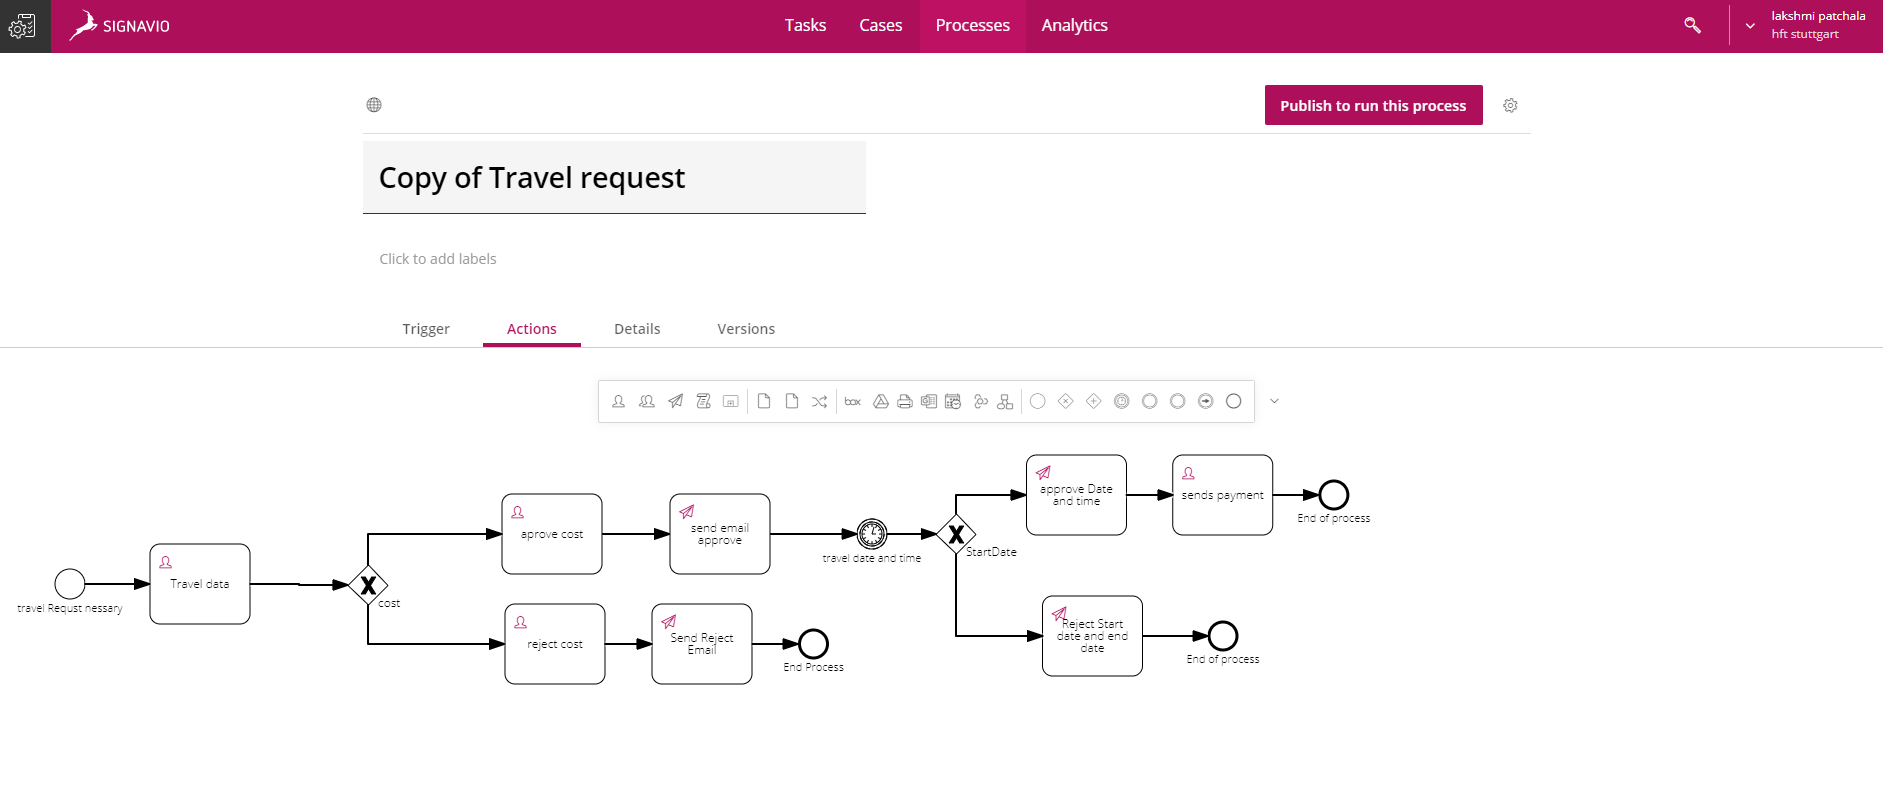 SIGNAVIO
Tasks
Cases
Processes
Analytics
lakshmi patchala
hft stuttgart
Publish to run this process
Copy of Travel request
Click to add labels
Trigger
Actions
Details
Versions
box
travel Requst nessary
Travel data
cost
aprove cost
send email
approve
travel date and time
StartDate
approve Date
and time
sends payment
End of process
reject cost
Send Reject
Email
End Process
Reject Start
date and end
date
End of process